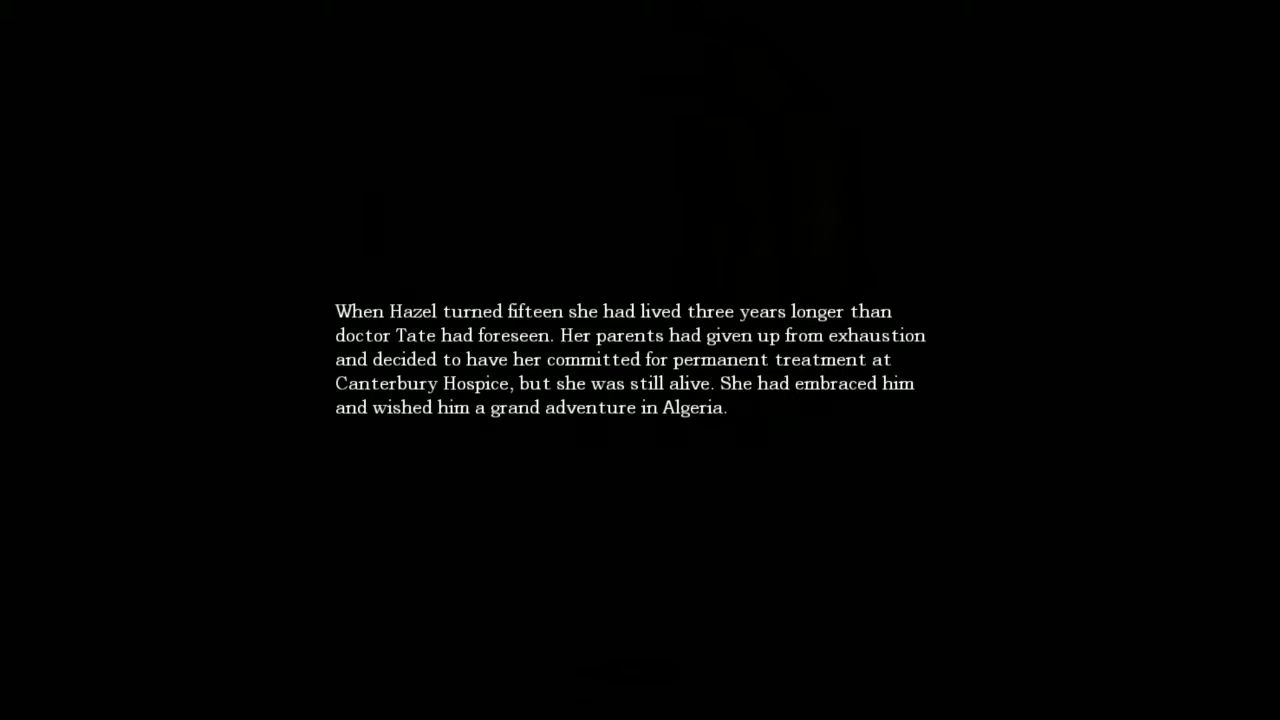 When Hazel turned fifteen she had lived three years longer than
doctor Tate had foreseen. Her parents had given up from exhaustion
and decided to have her committed for permanent treatment at
Canterbury Hospice, but she was still alive. She had embraced him
and wished him a grand adventure in Algeria.